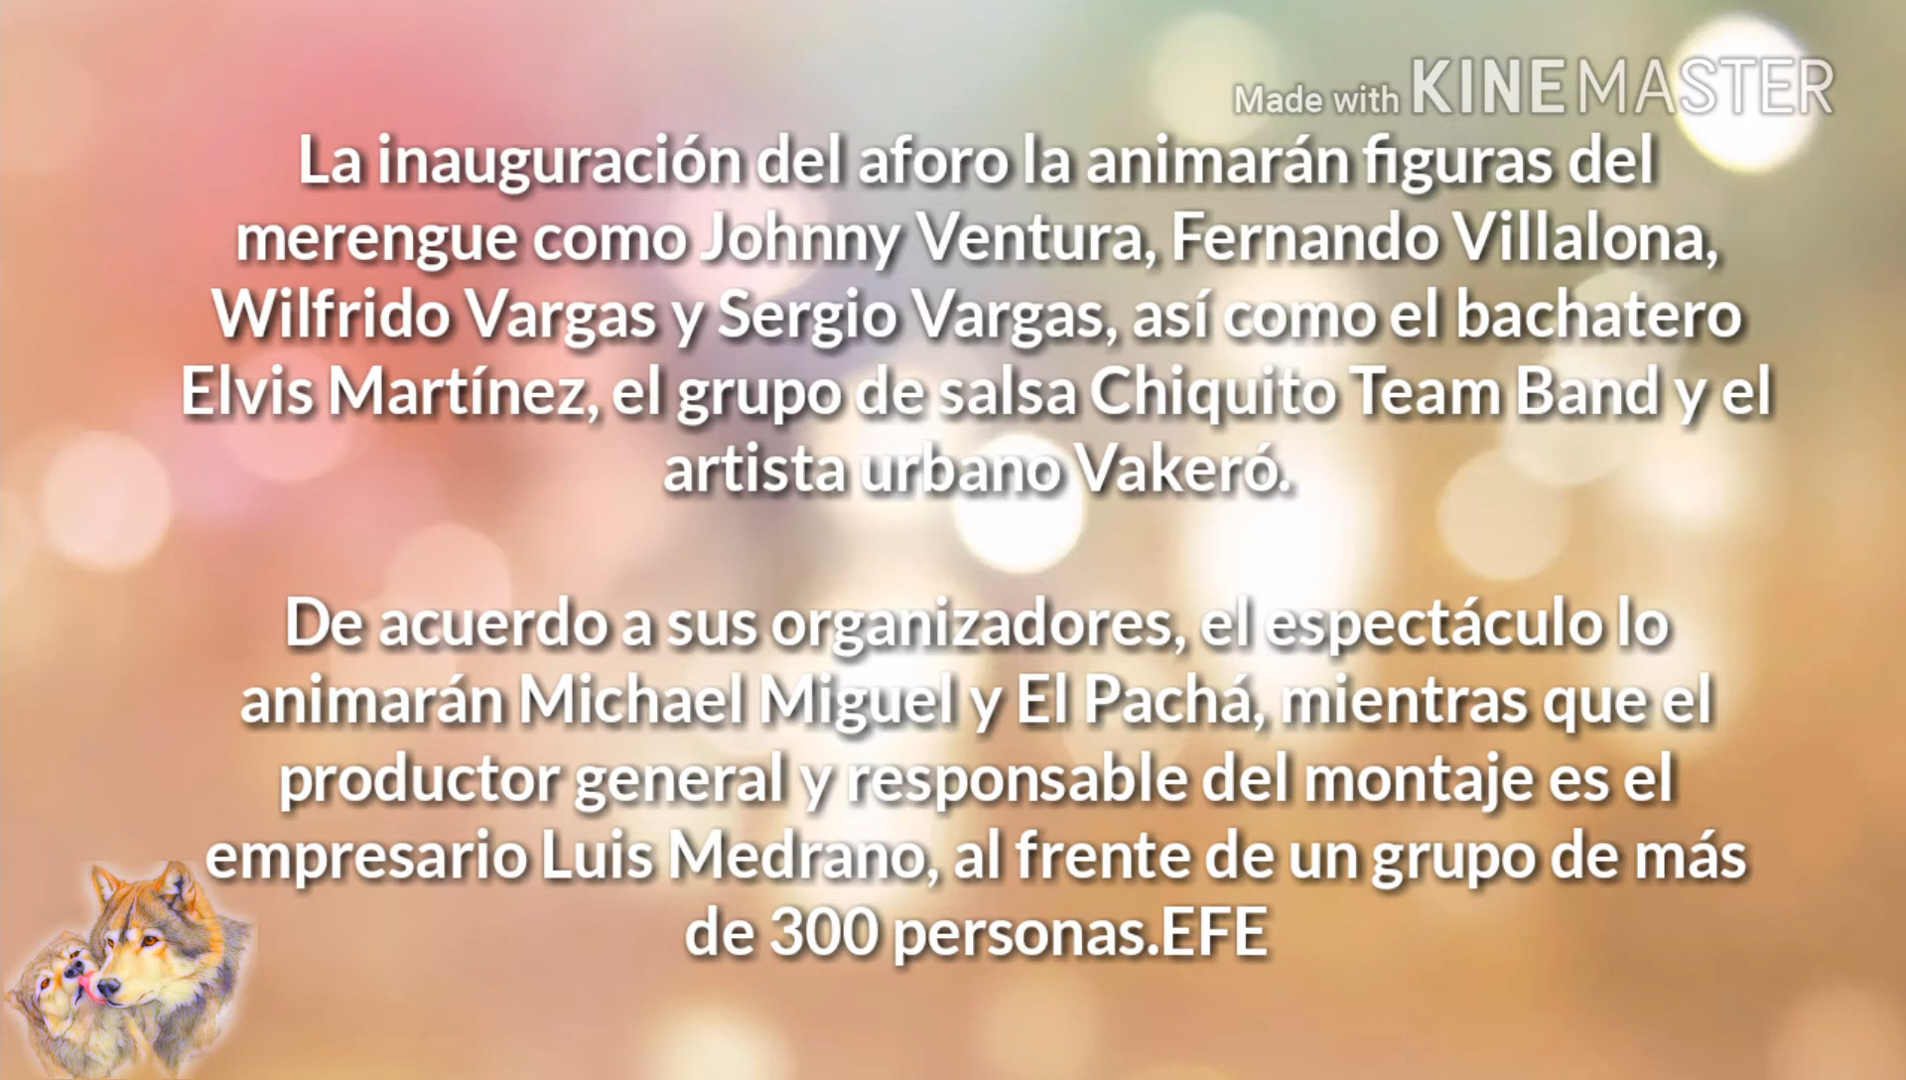 Made with KINEMASTER
La inauguración del aforo la animarán figuras del
merengue como Johnny Ventura, Fernando Villalona,
Wilfrido Vargas y Sergio Vargas, así como el bachatero
Elvis Martínez, el grupo de salsa Chiquito Team Band y el
artista urbano Vakeró.
De acuerdo a sus organizadores, el espectáculo lo
animarán Michael Miguel y El Pachá, mientras que el
productor general y responsable del montaje es el
empresario Luis Medrano, al frente de un grupo de más
de 300 personas.EFE